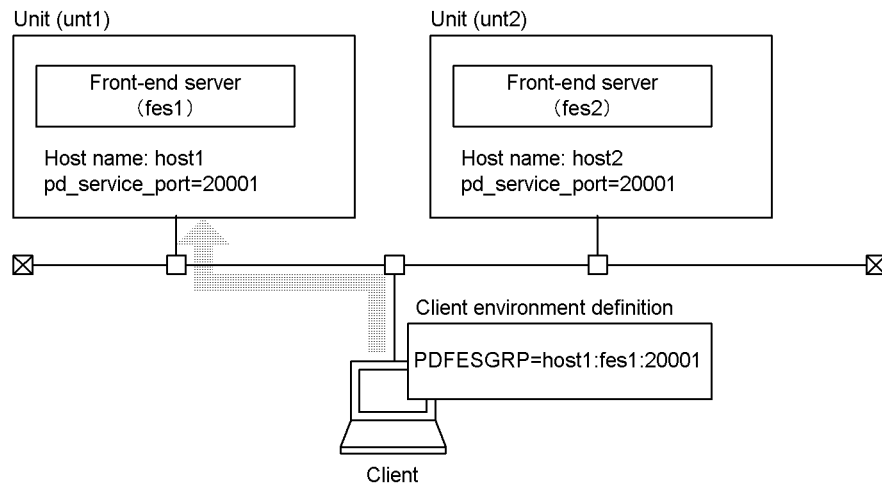 Unit (unt1)
Front-end server
（fes1）
Host name: host1
pd_service_port=20001
Unit (unt2)
Front-end server
（fes2）
Host name: host2
pd_service_port=20001
Client environment definition
PDFESGRP=host1:fes1:20001
Client